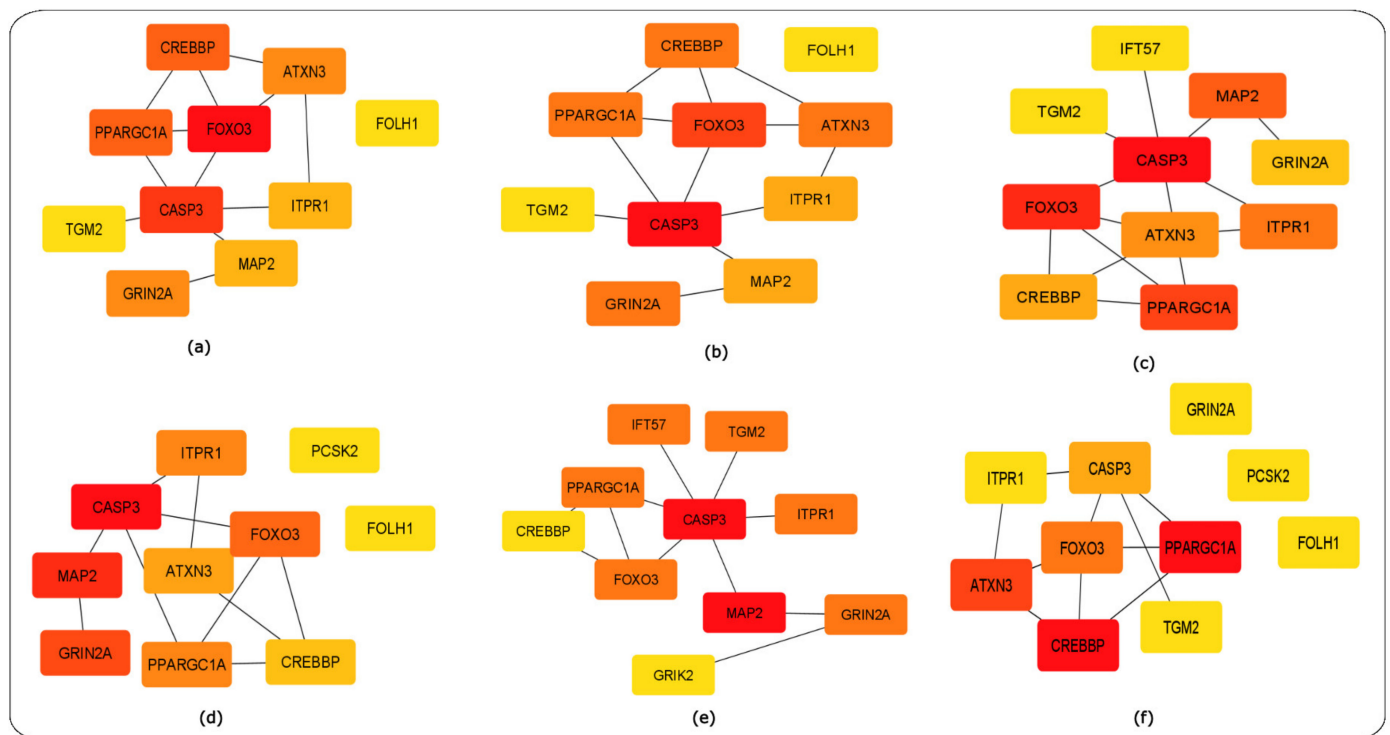 CREBBP
ATXN3
PPARGC1A
FOXO3
FOLH1
CASP3
ITPR1
TGM2
MAP2
GRIN2A
(a)
CREBBP
FOLH1
PPARGC1A
FOXO3
ATXN3
ITPR1
TGM2
CASP3
MAP2
GRIN2A
(b)
IFT57
MAP2
TGM2
CASP3
GRIN2A
FOXO3
ATXN3
ITPR1
CREBBP
PPARGC1A
(c)
ITPR1
PCSK2
CASP3
FOXO3
FOLH1
MAP2
ATXN3
GRIN2A
PPARGC1A
CREBBP
(d)
IFT57
TGM2
PPARGC1A
CASP3
ITPR1
CREBBP
FOXO3
MAP2
GRIN2A
GRIK2
(e)
GRIN2A
CASP3
PCSK2
ITPR1
FOXO3
PPARGC1A
FOLH1
ATXN3
TGM2
CREBBP
(f)